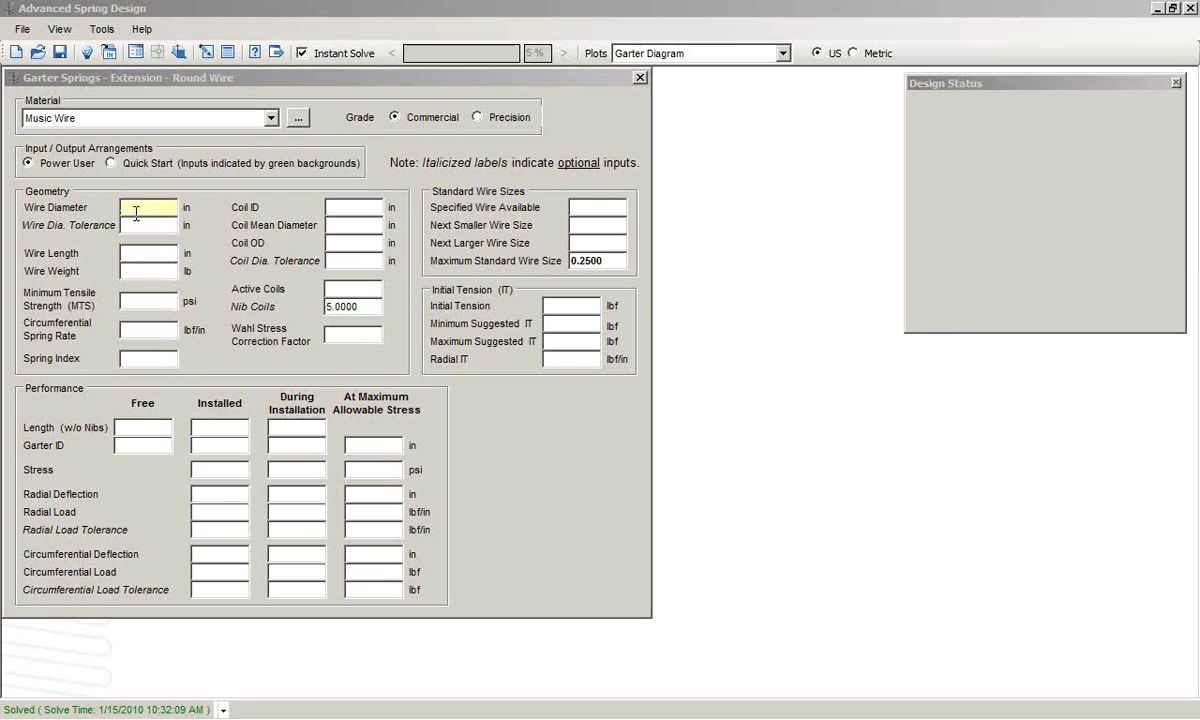 Advanced Spring Design
File View Tools Help
Instant Solve < 5 % > Plots Garter Diagram US Metric
Garter Springs - Extension - Round Wire
Design Status
Material
Music Wire ... Grade Commercial Precision
Input / Output Arrangements
Power User Quick Start (Inputs indicated by green backgrounds)
Note: Italicized labels indicate optional inputs.
Geometry
Wire Diameter in Coil ID in
Wire Dia. Tolerance in Coil Mean Diameter in
Coil OD in
Wire Length in Coil Dia. Tolerance in
Wire Weight lb
Active Coils
Minimum Tensile
Strength (MTS) psi Nib Coils 5.0000
Circumferential
Spring Rate lbf/in Wahl Stress
Correction Factor
Spring Index
Standard Wire Sizes
Specified Wire Available
Next Smaller Wire Size
Next Larger Wire Size
Maximum Standard Wire Size 0.2500
Initial Tension (IT)
Initial Tension lbf
Minimum Suggested IT lbf
Maximum Suggested IT lbf
Radial IT lbf/in
Performance
Free Installed During
Installation At Maximum
Allowable Stress
Length (w/o Nibs)
Garter ID in
Stress psi
Radial Deflection in
Radial Load lbf/in
Radial Load Tolerance lbf/in
Circumferential Deflection in
Circumferential Load lbf
Circumferential Load Tolerance lbf
Solved ( Solve Time: 1/15/2010 10:32:09 AM )